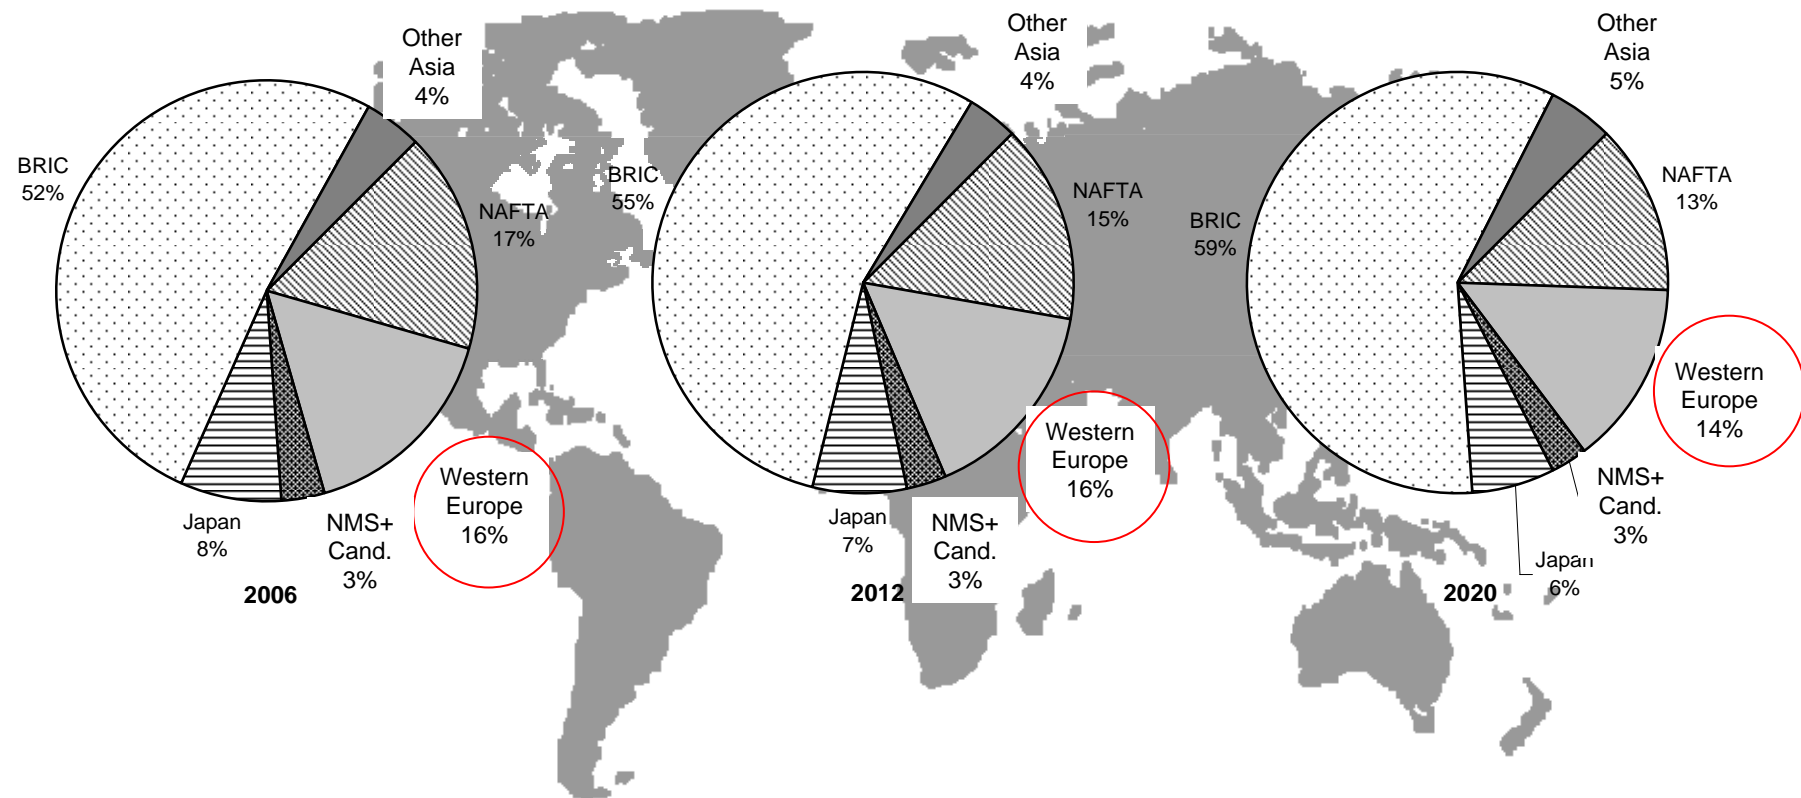 Other
Asia
4%
BRIC
52%
NAFTA
17%
Western
Europe
16%
NMS+
Cand.
3%
Japan
8%
2006
Other
Asia
4%
BRIC
55%
NAFTA
15%
Western
Europe
16%
NMS+
Cand.
3%
Japan
7%
2012
Other
Asia
5%
BRIC
59%
NAFTA
13%
Western
Europe
14%
NMS+
Cand.
3%
Japan
6%
2020